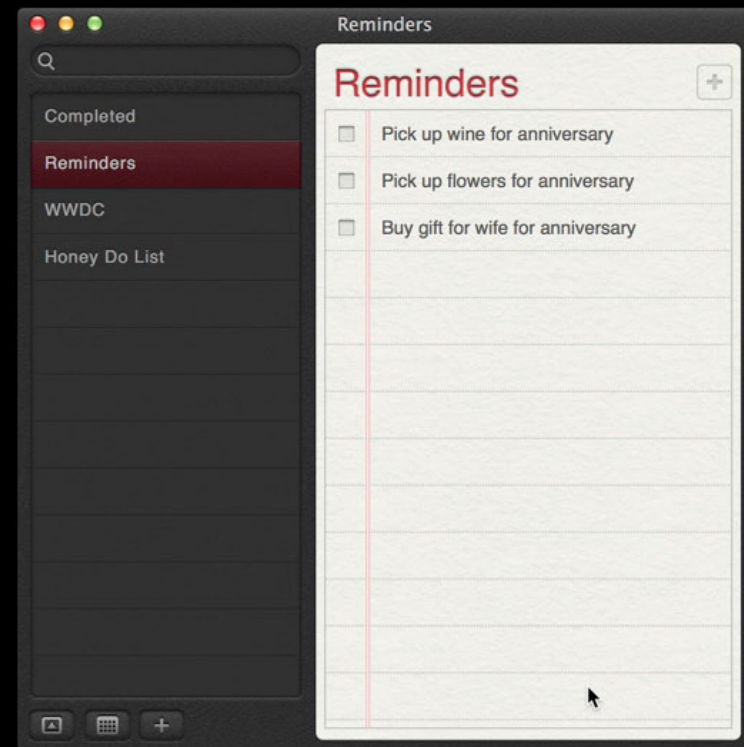 Reminders
Completed
Reminders
WWDC
Honey Do List
Reminders
Pick up wine for anniversary
Pick up flowers for anniversary
Buy gift for wife for anniversary